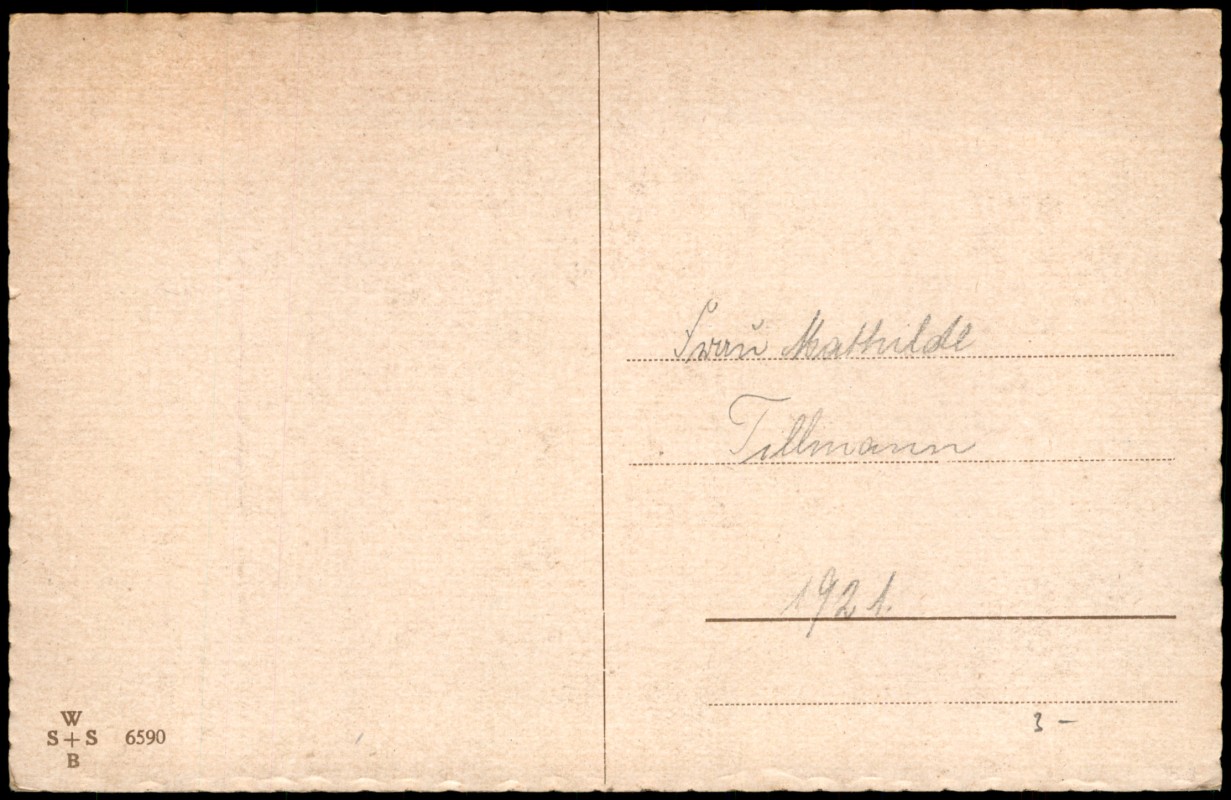 Frau Mathilde
Tillmann
1921.
3 –
W
S + S 6590
B